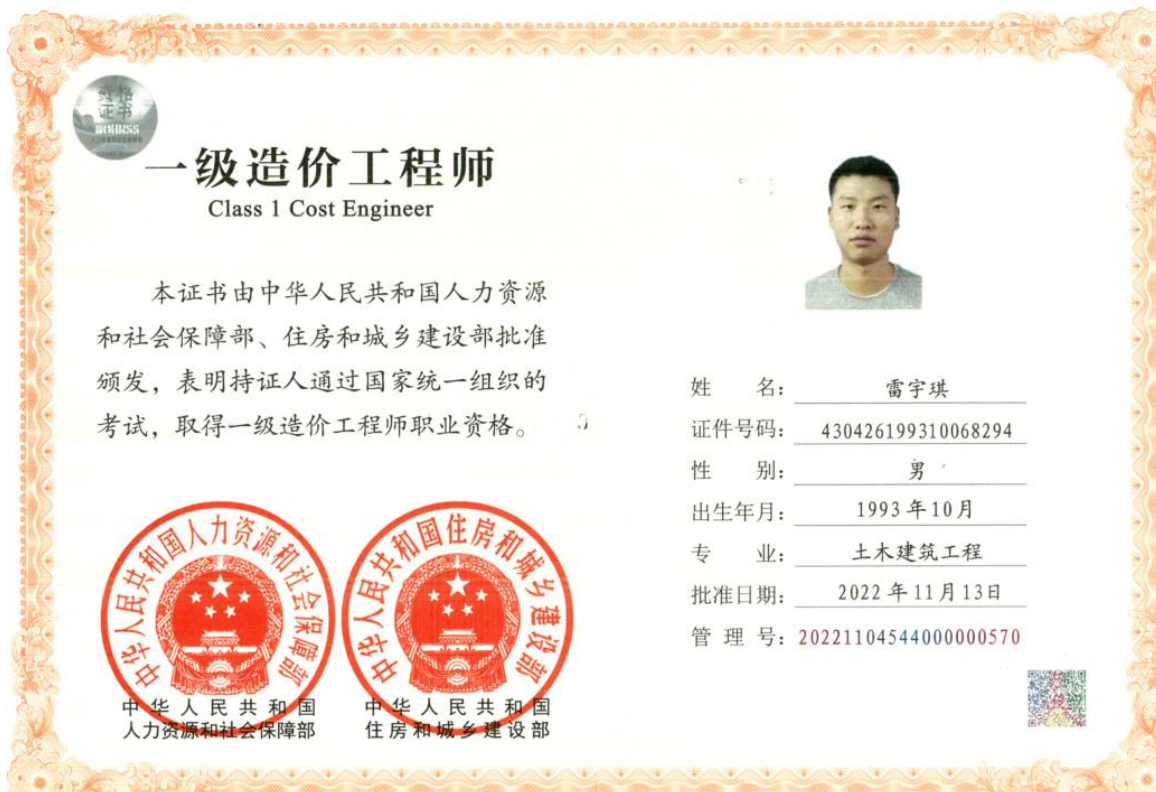 资格
证书
MOHRSS
一级造价工程师
Class 1 Cost Engineer
本证书由中华人民共和国人力资源
和社会保障部、住房和城乡建设部批准
颁发，表明持证人通过国家统一组织的
考试，取得一级造价工程师职业资格。
中华人民共和国人力资源和社会保障部
中华人民共和国住房和城乡建设部
中华人民共和国
人力资源和社会保障部
中华人民共和国
住房和城乡建设部
姓 名： 雷宇琪
证件号码： 430426199310068294
性 别： 男
出生年月： 1993年10月
专 业： 土木建筑工程
批准日期： 2022年11月13日
管 理 号： 20221104544000000570